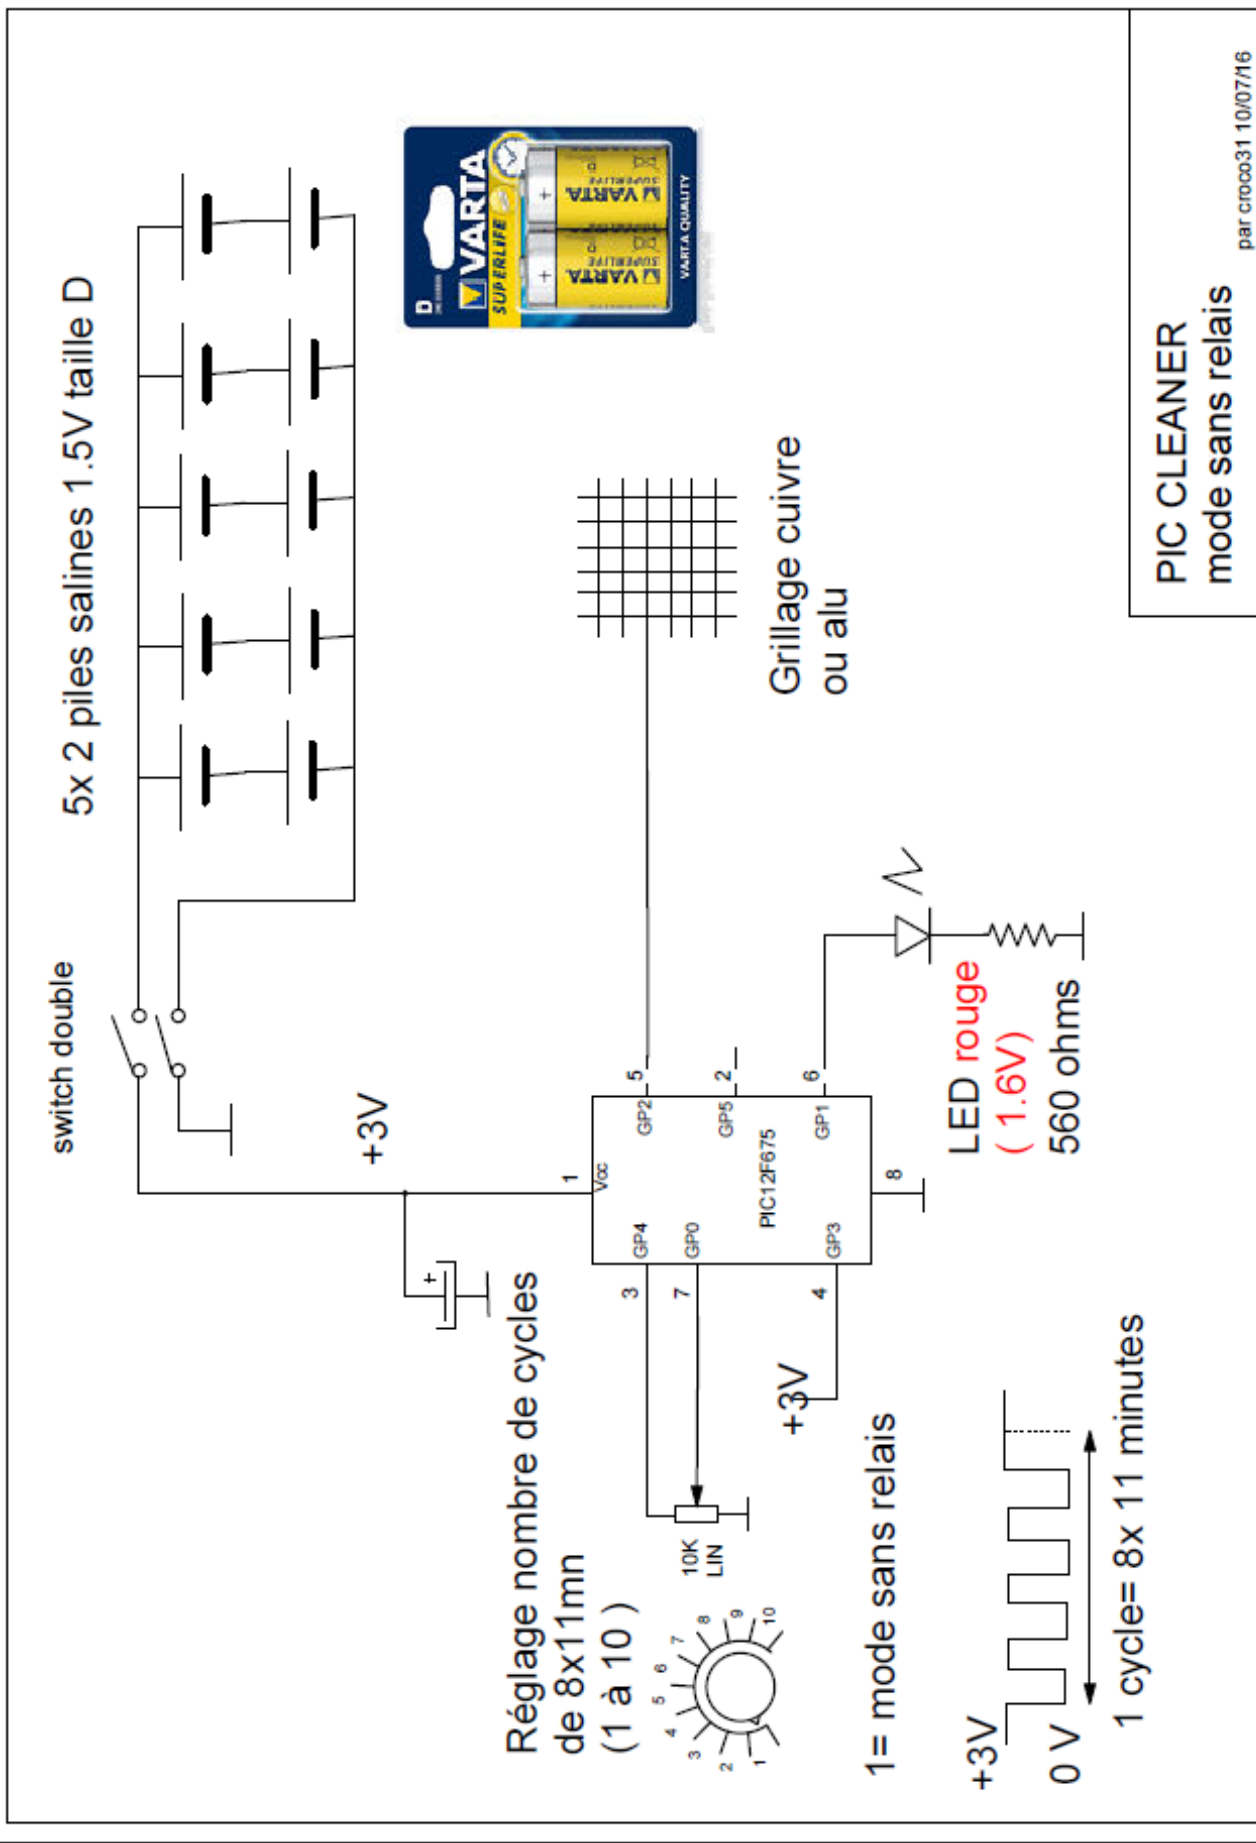 5x 2 piles salines 1.5V taille D
switch double
+3V
D
VARTA
SUPERLIFE
+
+
VARTA
SUPERLIFE
D
VARTA
SUPERLIFE
D
VARTA QUALITY
+
Réglage nombre de cycles
de 8x11mn
(1 à 10 )
1
2
3
4
5
6
7
8
9
10
10K
LIN
3
7
4
1
Vcc
GP4
GP0
GP3
PIC12F675
GP2
GP5
GP1
5
2
6
8
Grillage cuivre
ou alu
+3V
1= mode sans relais
LED rouge
( 1.6V)
560 ohms
+3V
0 V
1 cycle= 8x 11 minutes
PIC CLEANER
mode sans relais
par croco31 10/07/16